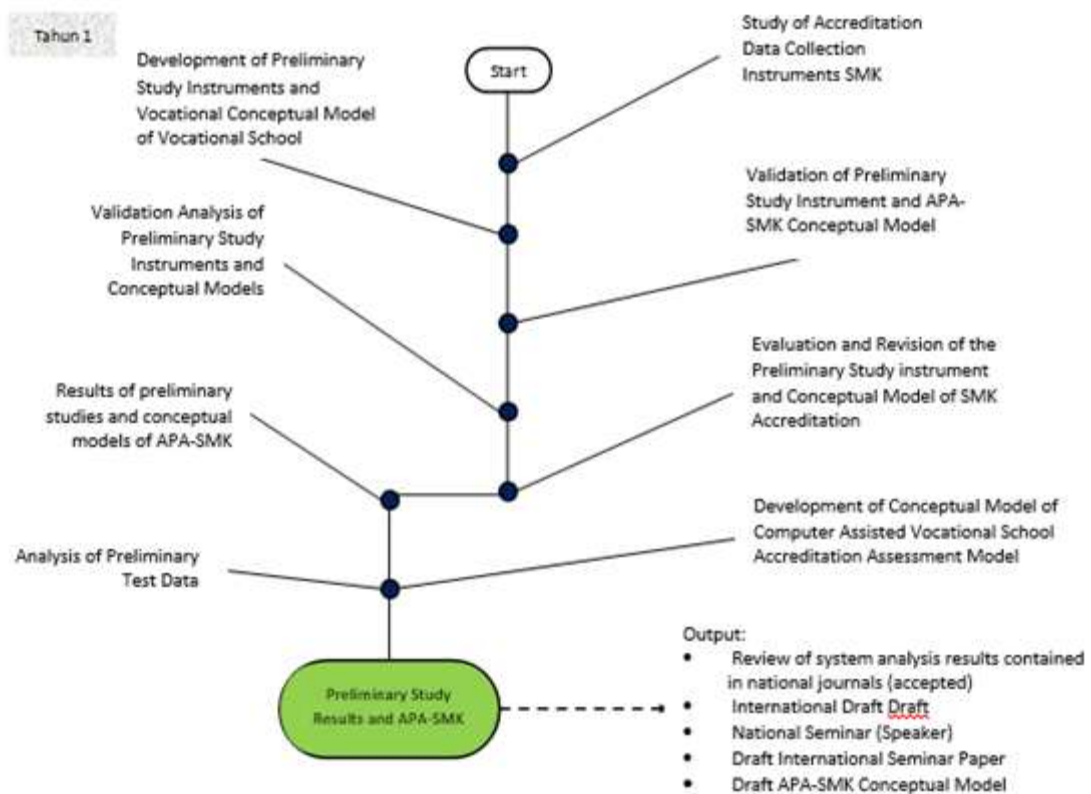 Tahun 1
Start
Study of Accreditation
Data Collection
Instruments SMK
Development of Preliminary
Study Instruments and
Vocational Conceptual Model
of Vocational School
Validation of Preliminary
Study Instrument and APA-
SMK Conceptual Model
Validation Analysis of
Preliminary Study
Instruments and
Conceptual Models
Evaluation and Revision of the
Preliminary Study instrument
and Conceptual Model of SMK
Accreditation
Results of preliminary
studies and conceptual
models of APA-SMK
Development of Conceptual Model of
Computer Assisted Vocational School
Accreditation Assessment Model
Analysis of Preliminary
Test Data
Preliminary Study
Results and APA-SMK
Output:
• Review of system analysis results contained
in national journals (accepted)
• International Draft Draft
• National Seminar (Speaker)
• Draft International Seminar Paper
• Draft APA-SMK Conceptual Model